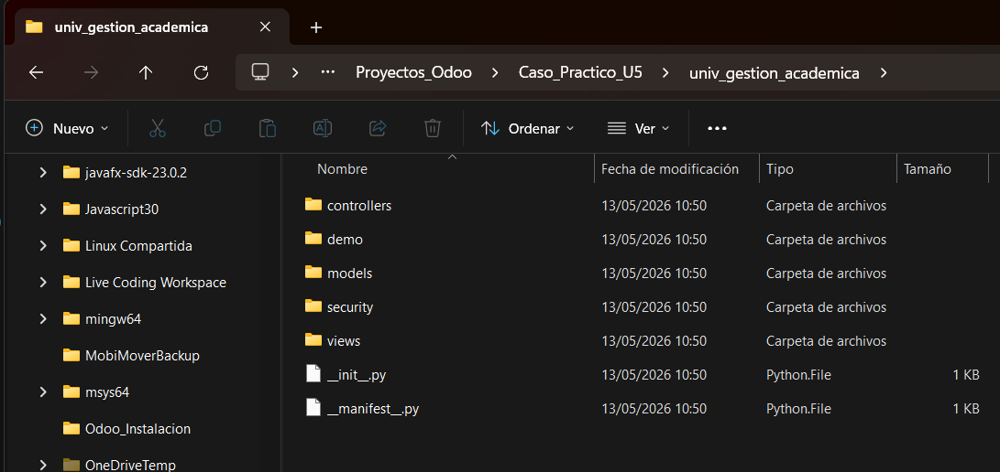 univ_gestion_academica
Proyectos_Odoo Caso_Practico_U5 univ_gestion_academica
Nuevo Ordenar Ver
javafx-sdk-23.0.2
Javascript30
Linux Compartida
Live Coding Workspace
mingw64
MobiMoverBackup
msys64
Odoo_Instalacion
OneDriveTemp
Nombre Fecha de modificación Tipo Tamaño
controllers 13/05/2026 10:50 Carpeta de archivos
demo 13/05/2026 10:50 Carpeta de archivos
models 13/05/2026 10:50 Carpeta de archivos
security 13/05/2026 10:50 Carpeta de archivos
views 13/05/2026 10:50 Carpeta de archivos
__init__.py 13/05/2026 10:50 Python.File 1 KB
__manifest__.py 13/05/2026 10:50 Python.File 1 KB